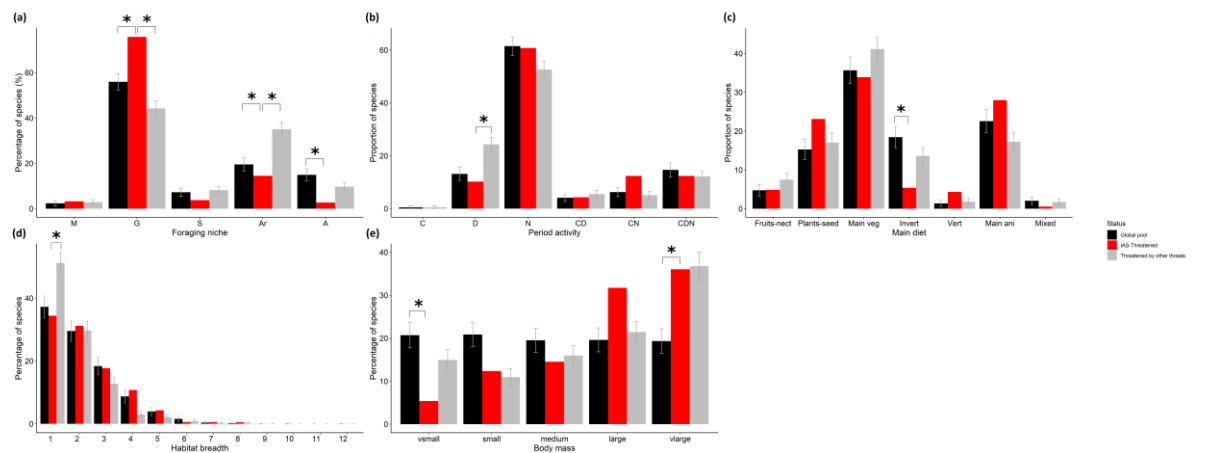 (a)
Percentage of species (%)
60
40
20
0
* * * * *
M G S Ar A
Foraging niche
(b)
Proportion of species
60
40
20
0
*
C D N CD CN CDN
Period activity
(c)
Proportion of species
40
30
20
10
0
*
Fruits-nect Plants-seed Main veg Invert Vert Main ani Mixed
Main diet
Status
Global pool
IAS-Threatened
Threatened by other threats
(d)
Percentage of species
40
20
0
*
1 2 3 4 5 6 7 8 9 10 11 12
Habitat breadth
(e)
Percentage of species
40
30
20
10
0
* *
vsmall small medium large vlarge
Body mass